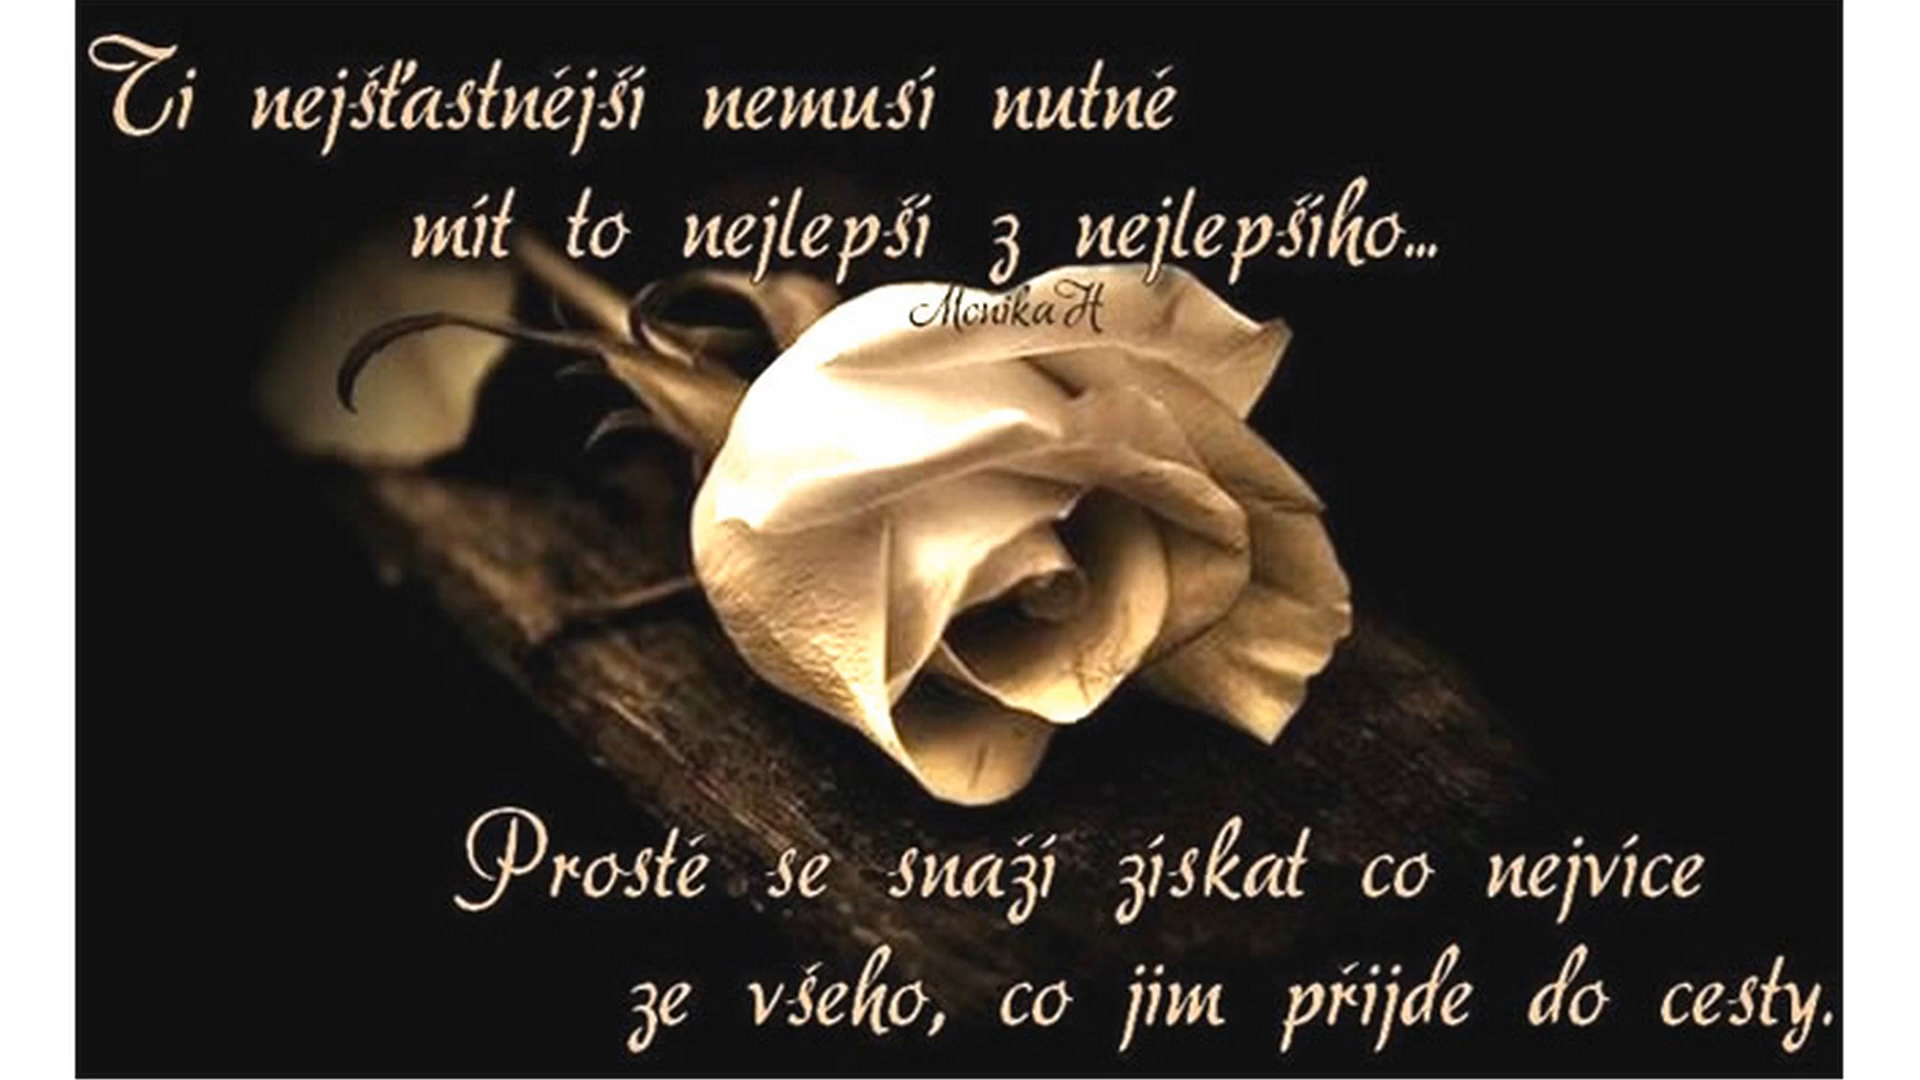 Ti nejšťastnější nemusí nutně
mít to nejlepší z nejlepšího...
Monika H
Prostě se snaží získat co nejvíce
ze všeho, co jim přijde do cesty.